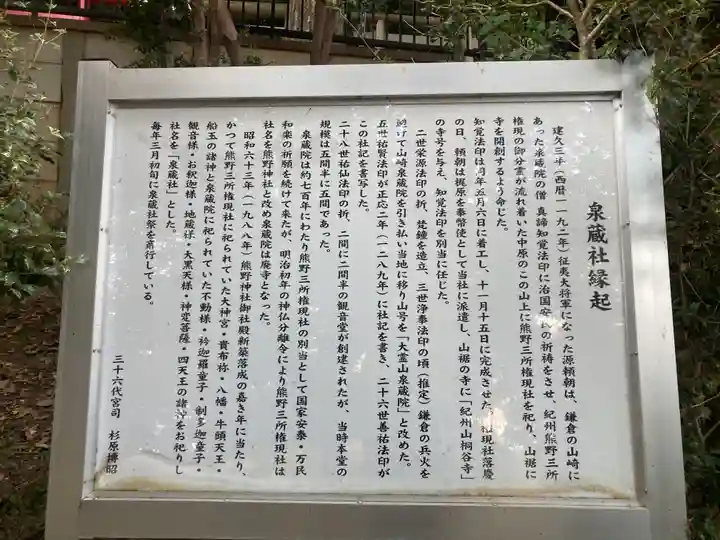 泉蔵社縁起
建久三年（西暦一一九二年）征夷大将軍になった源頼朝は、鎌倉の山崎に
あった泉蔵院の僧 真諦知覚法印に治国安民の祈祷をさせ、紀州熊野三所
権現の御分霊が流れ着いた中原のこの山上に熊野三所権現社を祀り、山裾に
寺を開創するよう命じた。
知覚法印は同年五月六日に着工し、十一月十五日に完成させた。権現社落慶
の日、頼朝は梶原を奉幣使として当社に派遣し、山裾の寺に「紀州山桐谷寺」
の寺号を与え、知覚法印を別当に任じた。
二世栄源法印の折、梵鐘を造立、三世浄奉法印の頃（推定）鎌倉の兵火を
避けて山崎泉蔵院を引き払い当地に移り山号を「大霊山泉蔵院」と改めた。
五世祐賢法印が正応二年（一二八九年）に社記を書き、二十六世善祐法印が
この社記を書写した。
二十八世祐仙法印の折、二間に二間半の観音堂が創建されたが、当時本堂の
規模は五間半に五間であった。
泉蔵院は約七百年にわたり熊野三所権現社の別当として国家安泰・万民
和楽の祈願を続けて来たが、明治初年の神仏分離令により熊野三所権現社は
社名を熊野神社と改め泉蔵院は廃寺となった。
昭和六十三年（一九八八年）熊野神社御社殿新築落成の嘉き年に当たり、
かつて熊野三所権現社に祀られていた大神宮・貴布祢・八幡・牛頭天王・
船玉の諸神と泉蔵院に祀られていた不動様・衿迦羅童子・制多迦童子・
観音様・お釈迦様・地蔵様・大黒天様・神変菩薩・四天王の諸仏をお祀りし
社名を「泉蔵社」とした。
毎年三月初旬に泉蔵社祭を斎行している。
三十六代宮司 杉原博昭